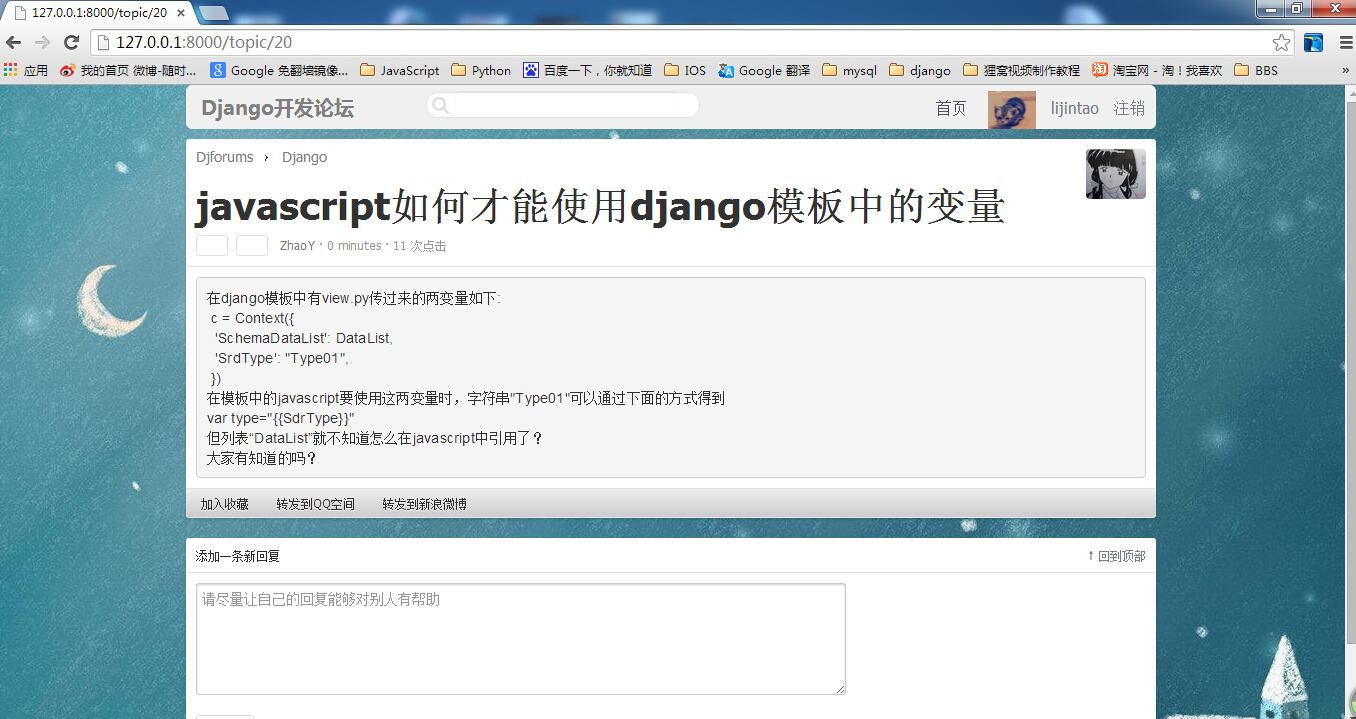 127.0.0.1:8000/topic/20
127.0.0.1:8000/topic/20
应用 我的首页 微博-随时... Google 免翻墙镜像... JavaScript Python 百度一下，你就知道 IOS Google 翻译 mysql django 狸窝视频制作教程 淘宝网 - 淘！我喜欢 BBS »
Django开发论坛 首页 lijintao 注销
Djforums › Django
javascript如何才能使用django模板中的变量
ZhaoY · 0 minutes · 11 次点击
在django模板中有view.py传过来的两变量如下:
c = Context({
'SchemaDataList': DataList,
'SrdType': "Type01",
})
在模板中的javascript要使用这两变量时，字符串"Type01"可以通过下面的方式得到
var type="{{SdrType}}"
但列表“DataList”就不知道怎么在javascript中引用了？
大家有知道的吗？
加入收藏 转发到QQ空间 转发到新浪微博
添加一条新回复 ↑ 回到顶部
请尽量让自己的回复能够对别人有帮助